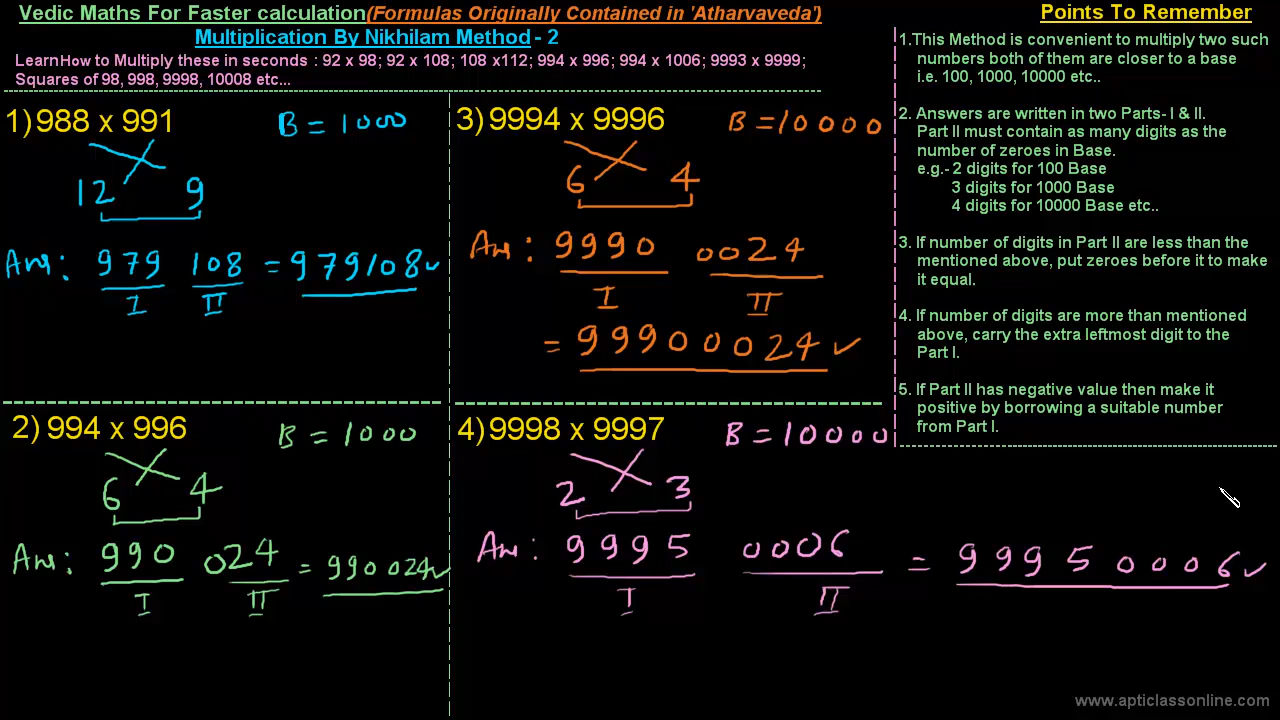 Vedic Maths For Faster calculation(Formulas Originally Contained in 'Atharvaveda')
Multiplication By Nikhilam Method - 2
Learn How to Multiply these in seconds : 92 x 98; 92 x 108; 108 x112; 994 x 996; 994 x 1006; 9993 x 9999;
Squares of 98, 998, 9998, 10008 etc...
1) 988 x 991 B = 1000
12 9
Ans: 979 108 = 979108
I II
2) 994 x 996 B = 1000
6 4
Ans: 990 024 = 990024
I II
3) 9994 x 9996 B = 10000
6 4
Ans: 9990 0024
I II
= 99900024
4) 9998 x 9997 B = 10000
2 3
Ans: 9995 0006 = 99950006
I II
Points To Remember
1.This Method is convenient to multiply two such
numbers both of them are closer to a base
i.e. 100, 1000, 10000 etc..
2. Answers are written in two Parts- I & II.
Part II must contain as many digits as the
number of zeroes in Base.
e.g.- 2 digits for 100 Base
3 digits for 1000 Base
4 digits for 10000 Base etc..
3. If number of digits in Part II are less than the
mentioned above, put zeroes before it to make
it equal.
4. If number of digits are more than mentioned
above, carry the extra leftmost digit to the
Part I.
5. If Part II has negative value then make it
positive by borrowing a suitable number
from Part I.
www.apticlassonline.com